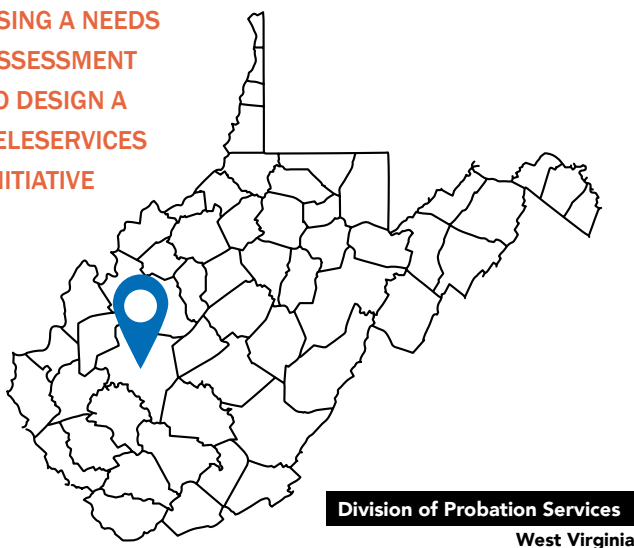 SING A NEEDS
SSESSMENT
O DESIGN A
ELESERVICES
NITIATIVE
Division of Probation Services
West Virginia